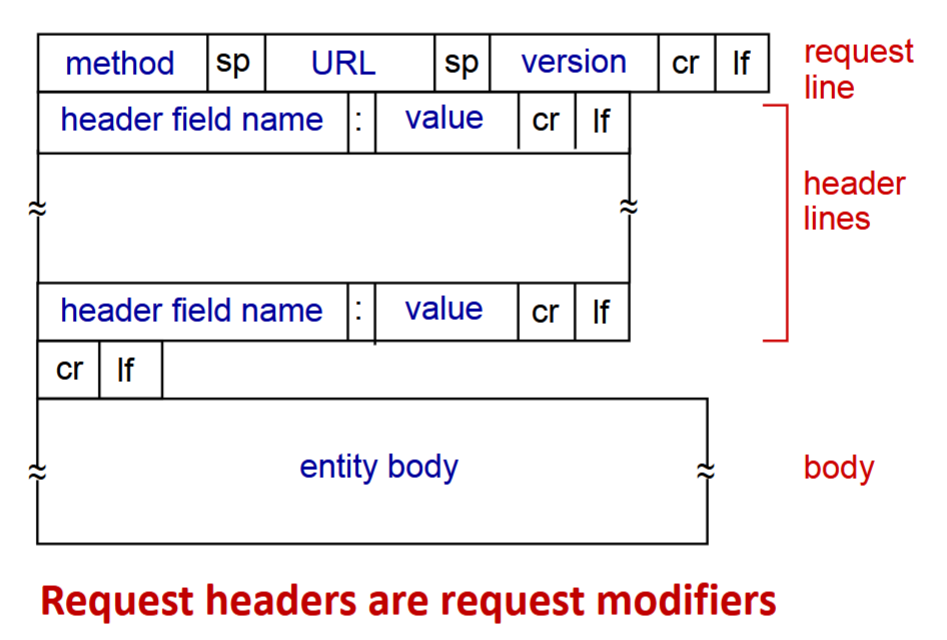 method sp URL sp version cr lf
request
line
header field name : value cr lf
header
lines
header field name : value cr lf
cr lf
entity body
body
Request headers are request modifiers